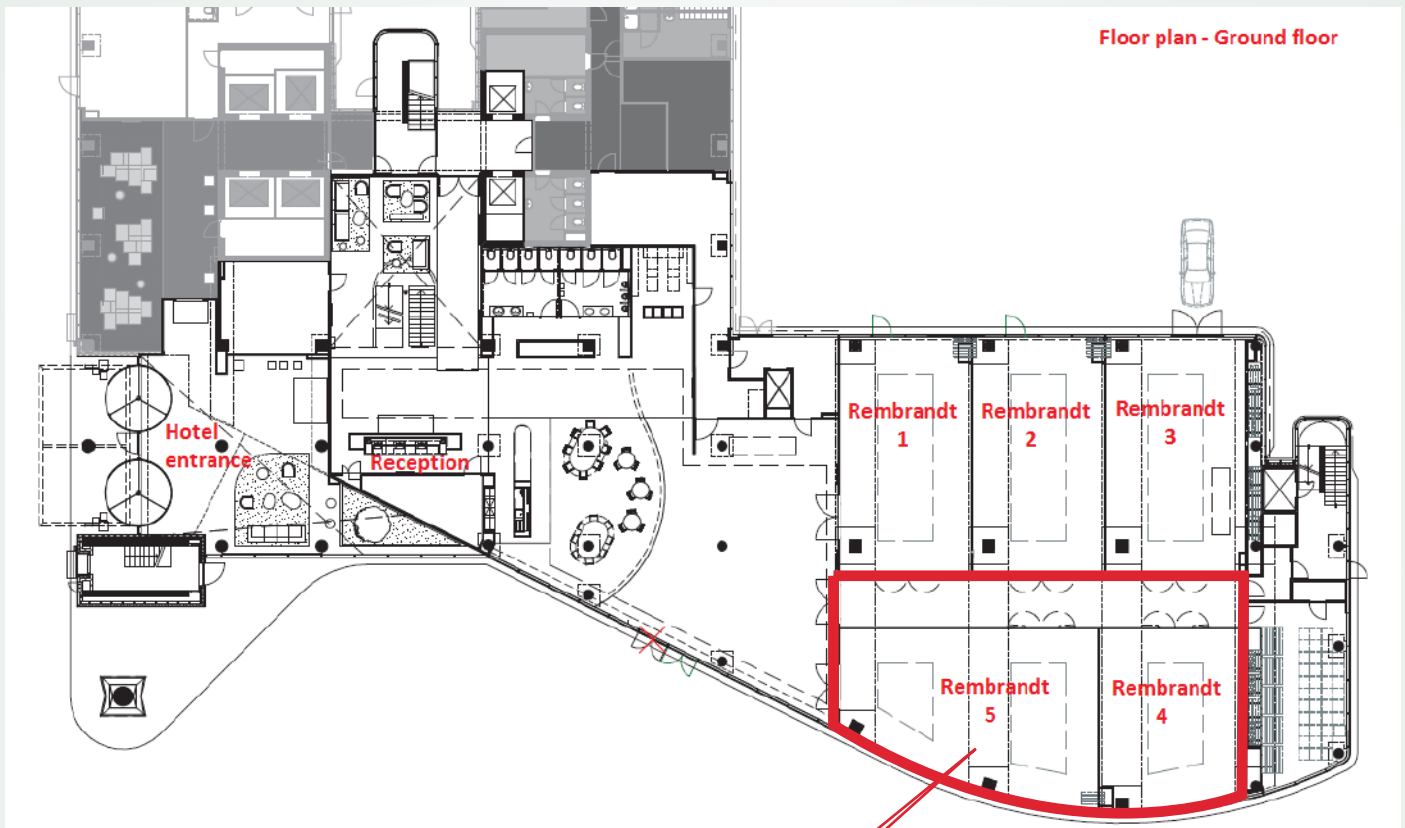 Floor plan - Ground floor
Hotel
entrance
Reception
Rembrandt
1
Rembrandt
2
Rembrandt
3
Rembrandt
5
Rembrandt
4